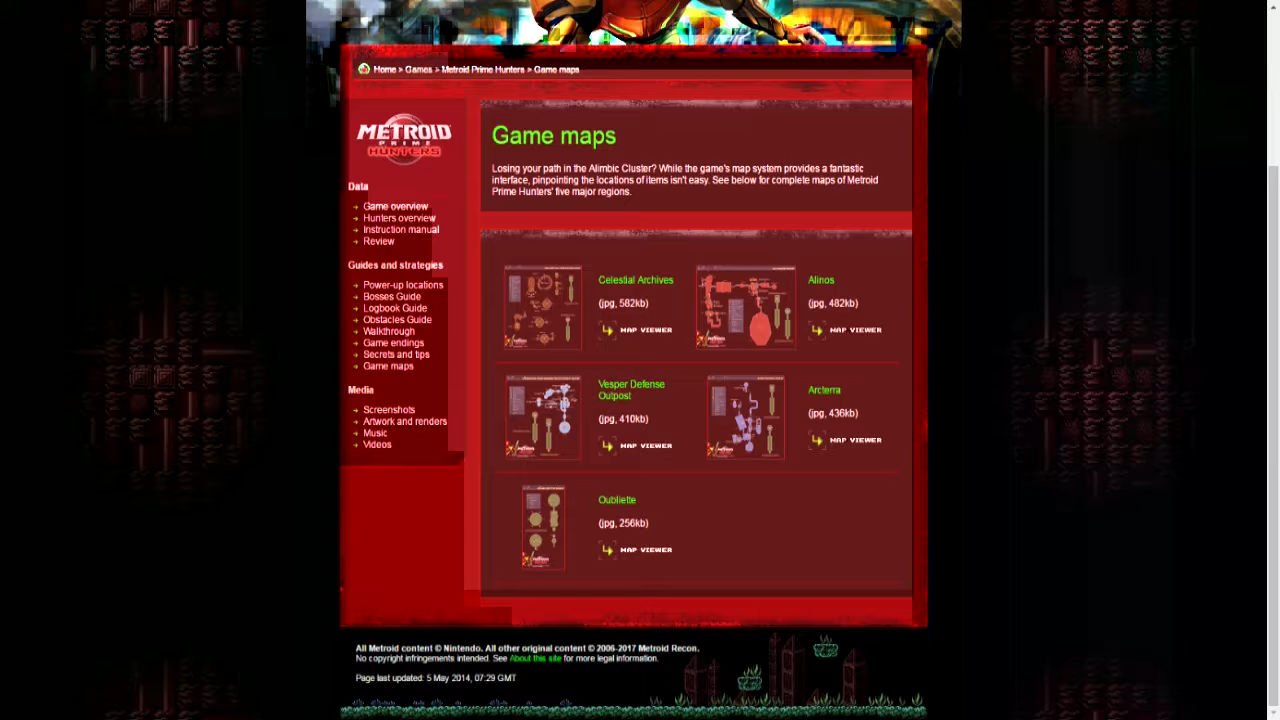 Home » Games » Metroid Prime Hunters » Game maps
METROID
PRIME
HUNTERS
Data
Game overview
Hunters overview
Instruction manual
Review
Guides and strategies
Power-up locations
Bosses Guide
Logbook Guide
Obstacles Guide
Walkthrough
Game endings
Secrets and tips
Game maps
Media
Screenshots
Artwork and renders
Music
Videos
Game maps
Losing your path in the Alimbic Cluster? While the game's map system provides a fantastic
interface, pinpointing the locations of items isn't easy. See below for complete maps of Metroid
Prime Hunters' five major regions.
Celestial Archives
(jpg, 582kb)
MAP VIEWER
Alinos
(jpg, 482kb)
MAP VIEWER
Vesper Defense
Outpost
(jpg, 410kb)
MAP VIEWER
Arcterra
(jpg, 436kb)
MAP VIEWER
Oubliette
(jpg, 256kb)
MAP VIEWER
All Metroid content © Nintendo. All other original content © 2006-2017 Metroid Recon.
No copyright infringements intended. See About this site for more legal information.
Page last updated: 5 May 2014, 07:29 GMT